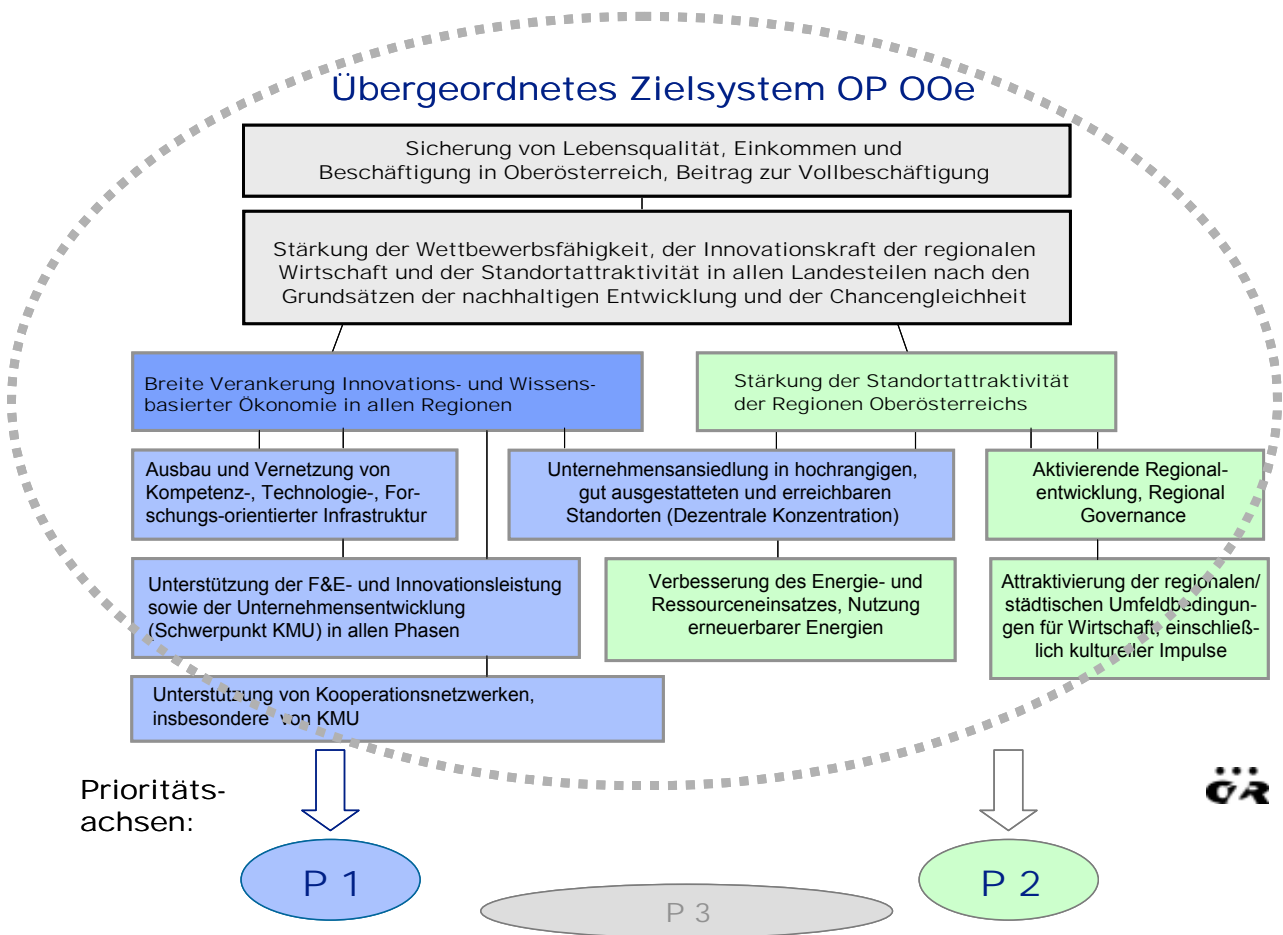 Übergeordnetes Zielsystem OP OOe
Sicherung von Lebensqualität, Einkommen und
Beschäftigung in Oberösterreich, Beitrag zur Vollbeschäftigung
Stärkung der Wettbewerbsfähigkeit, der Innovationskraft der regionalen
Wirtschaft und der Standortattraktivität in allen Landesteilen nach den
Grundsätzen der nachhaltigen Entwicklung und der Chancengleichheit
Breite Verankerung Innovations- und Wissens-
basierter Ökonomie in allen Regionen
Stärkung der Standortattraktivität
der Regionen Oberösterreichs
Ausbau und Vernetzung von
Kompetenz-, Technologie-, For-
schungs-orientierter Infrastruktur
Unternehmensansiedlung in hochrangigen,
gut ausgestatteten und erreichbaren
Standorten (Dezentrale Konzentration)
Aktivierende Regional-
entwicklung, Regional
Governance
Unterstützung der F&E- und Innovationsleistung
sowie der Unternehmensentwicklung
(Schwerpunkt KMU) in allen Phasen
Verbesserung des Energie- und
Ressourceneinsatzes, Nutzung
erneuerbarer Energien
Attraktivierung der regionalen/
städtischen Umfeldbedingun-
gen für Wirtschaft, einschließ-
lich kultureller Impulse
Unterstützung von Kooperationsnetzwerken,
insbesondere von KMU
Prioritäts-
achsen:
P 1
P 2
P 3